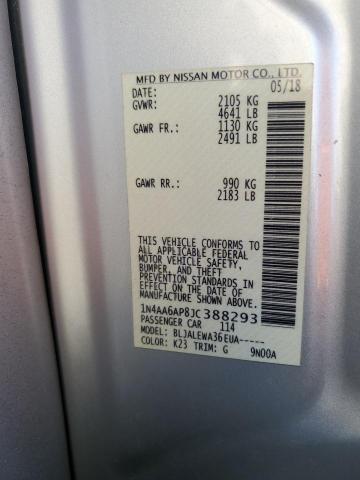 MFD BY NISSAN MOTOR CO., LTD.
DATE: 05/18
GVWR: 2105 KG
4641 LB
GAWR FR.: 1130 KG
2491 LB
GAWR RR.: 990 KG
2183 LB
THIS VEHICLE CONFORMS TO
ALL APPLICABLE FEDERAL
MOTOR VEHICLE SAFETY,
BUMPER, AND THEFT
PREVENTION STANDARDS IN
EFFECT ON THE DATE OF
MANUFACTURE SHOWN ABOVE.
1N4AA6AP8JC388293
PASSENGER CAR 114
BLJALEWA36EUA-----
COLOR: K23 TRIM: G 9N00A